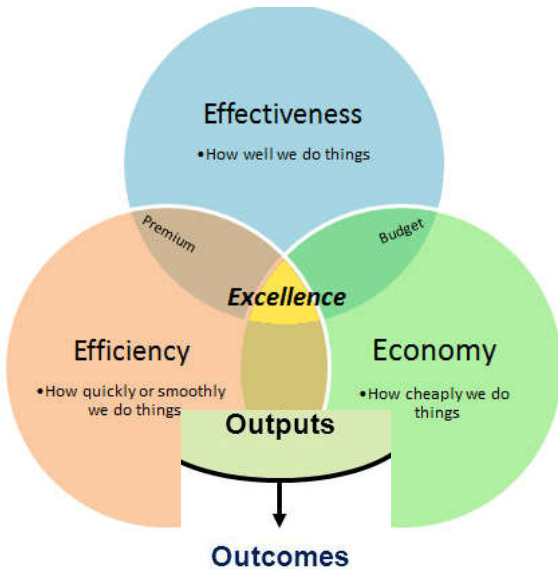 Effectiveness
•How well we do things
Premium
Budget
Excellence
Efficiency
•How quickly or smoothly
we do things
Economy
•How cheaply we do
things
Outputs
Outcomes